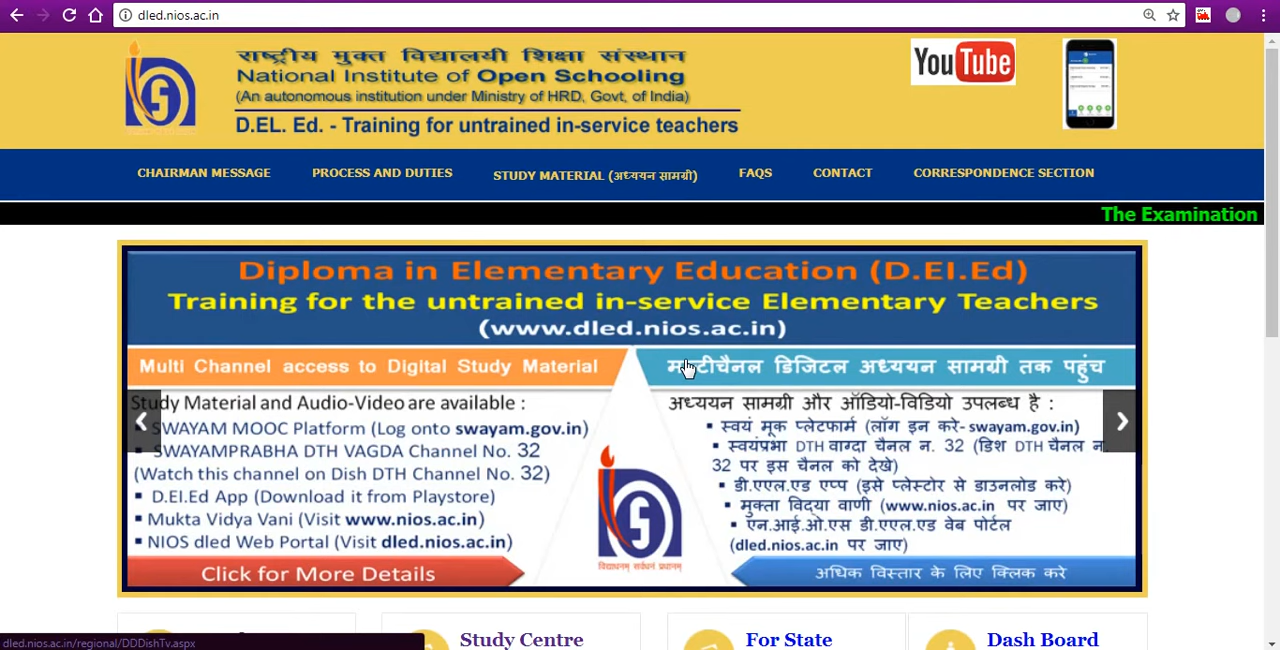 dled.nios.ac.in
राष्ट्रीय मुक्त विद्यालयी शिक्षा संस्थान
National Institute of Open Schooling
(An autonomous institution under Ministry of HRD, Govt, of India)
D.EL. Ed. - Training for untrained in-service teachers
You Tube
CHAIRMAN MESSAGE
PROCESS AND DUTIES
STUDY MATERIAL (अध्ययन सामग्री)
FAQS
CONTACT
CORRESPONDENCE SECTION
The Examination
Diploma in Elementary Education (D.El.Ed)
Training for the untrained in-service Elementary Teachers
(www.dled.nios.ac.in)
Multi Channel access to Digital Study Material
Study Material and Audio-Video are available :
SWAYAM MOOC Platform (Log onto swayam.gov.in)
▪ SWAYAMPRABHA DTH VAGDA Channel No. 32
(Watch this channel on Dish DTH Channel No. 32)
▪ D.El.Ed App (Download it from Playstore)
▪ Mukta Vidya Vani (Visit www.nios.ac.in)
▪ NIOS dled Web Portal (Visit dled.nios.ac.in)
Click for More Details
मल्टीचैनल डिजिटल अध्ययन सामग्री तक पहुंच
अध्ययन सामग्री और ऑडियो-विडियो उपलब्ध है :
▪ स्वयं मूक प्लेटफार्म (लॉग इन करे- swayam.gov.in)
▪ स्वयंप्रभा DTH वाग्दा चैनल न. 32 (डिश DTH चैनल न.
32 पर इस चैनल को देखे)
▪ डी.एएल.एड एप्प (इसे प्लेस्टोर से डाउनलोड करे)
▪ मुक्ता विद्या वाणी (www.nios.ac.in पर जाए)
▪ एन.आई.ओ.एस डी.एएल.एड वेब पोर्टल
(dled.nios.ac.in पर जाए)
अधिक विस्तार के लिए क्लिक करे
विद्याधनम् सर्वधनं प्रधानम्
Study Centre
For State
Dash Board
dled.nios.ac.in/regional/DDDishTv.aspx